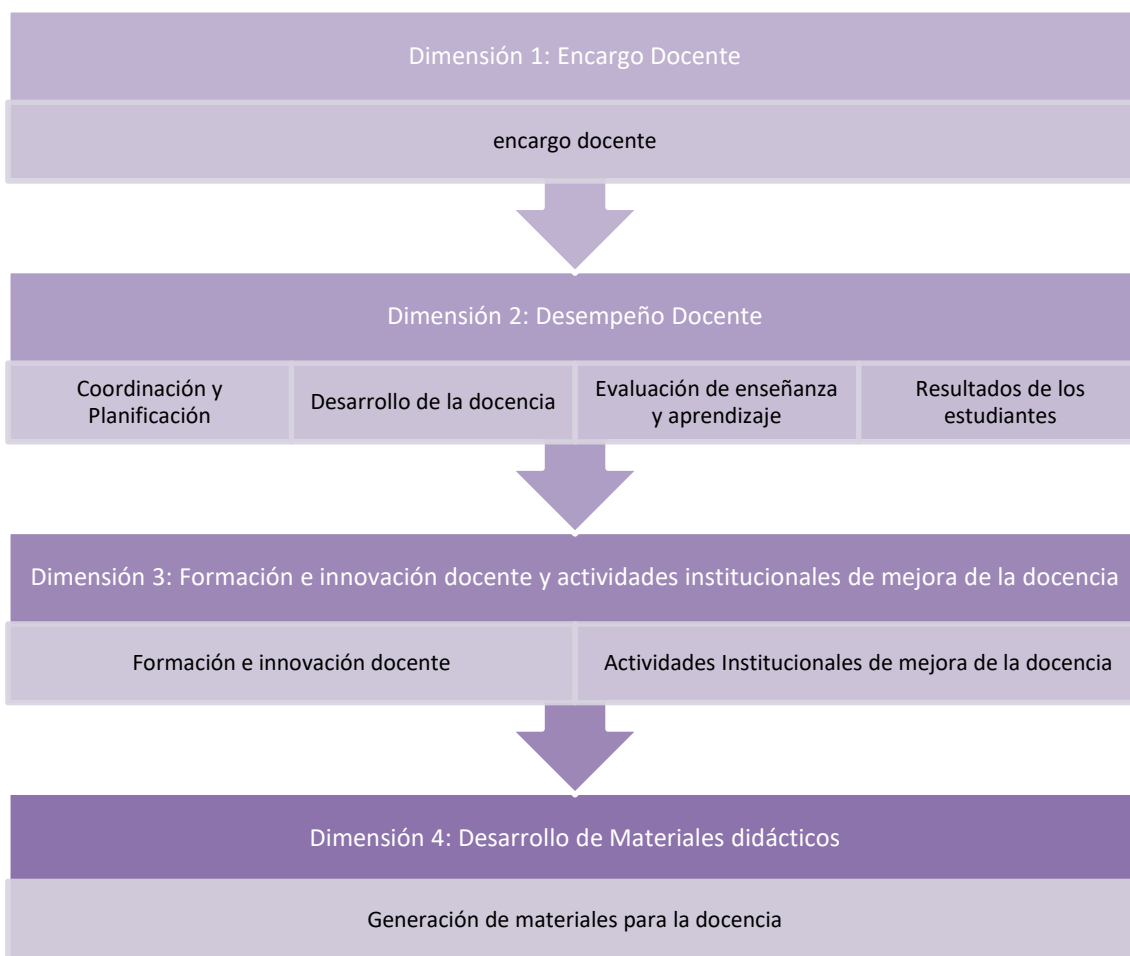 Dimensión 1: Encargo Docente
encargo docente
Dimensión 2: Desempeño Docente
Coordinación y
Planificación
Desarrollo de la docencia
Evaluación de enseñanza
y aprendizaje
Resultados de los
estudiantes
Dimensión 3: Formación e innovación docente y actividades institucionales de mejora de la docencia
Formación e innovación docente
Actividades Institucionales de mejora de la docencia
Dimensión 4: Desarrollo de Materiales didácticos
Generación de materiales para la docencia